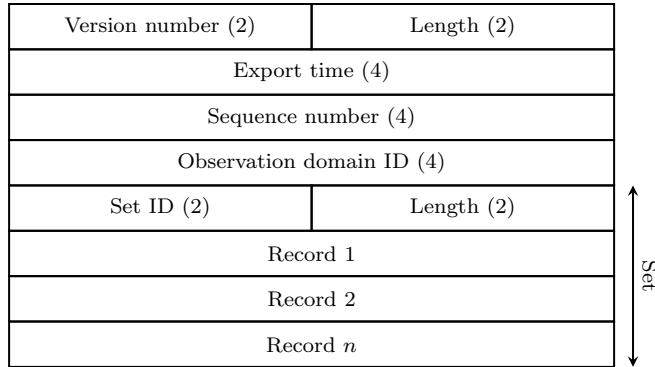 Version number (2) Length (2)
Export time (4)
Sequence number (4)
Observation domain ID (4)
Set ID (2) Length (2)
Record 1
Record 2
Record n
Set